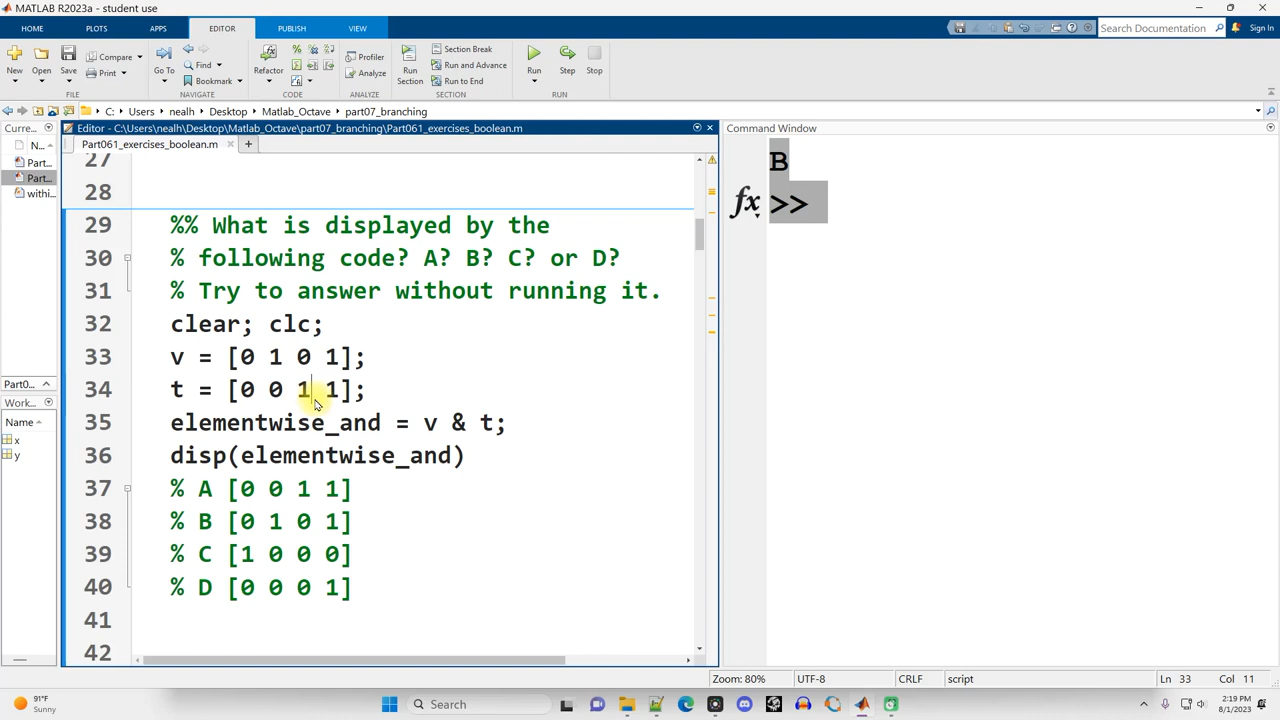 MATLAB R2023a - student use
HOME PLOTS APPS EDITOR PUBLISH VIEW
Search Documentation
Sign In
New Open Save Compare Print
Go To Find Bookmark
Refactor
Profiler
Analyze
Run Section
Section Break
Run and Advance
Run to End
Run Step Stop
FILE NAVIGATE CODE ANALYZE SECTION RUN
C: Users nealh Desktop Matlab_Octave part07_branching
Curre...
N...
Part...
Part...
withi...
Part0...
Work...
Name
x
y
Editor - C:\Users\nealh\Desktop\Matlab_Octave\part07_branching\Part061_exercises_boolean.m
Part061_exercises_boolean.m
27
28
29 %% What is displayed by the
30 % following code? A? B? C? or D?
31 % Try to answer without running it.
32 clear; clc;
33 v = [0 1 0 1];
34 t = [0 0 1 1];
35 elementwise_and = v & t;
36 disp(elementwise_and)
37 % A [0 0 1 1]
38 % B [0 1 0 1]
39 % C [1 0 0 0]
40 % D [0 0 0 1]
41
42
Command Window
B
fx >>
Zoom: 80% UTF-8 CRLF script Ln 33 Col 11
91°F
Sunny
Search
2:19 PM
8/1/2023